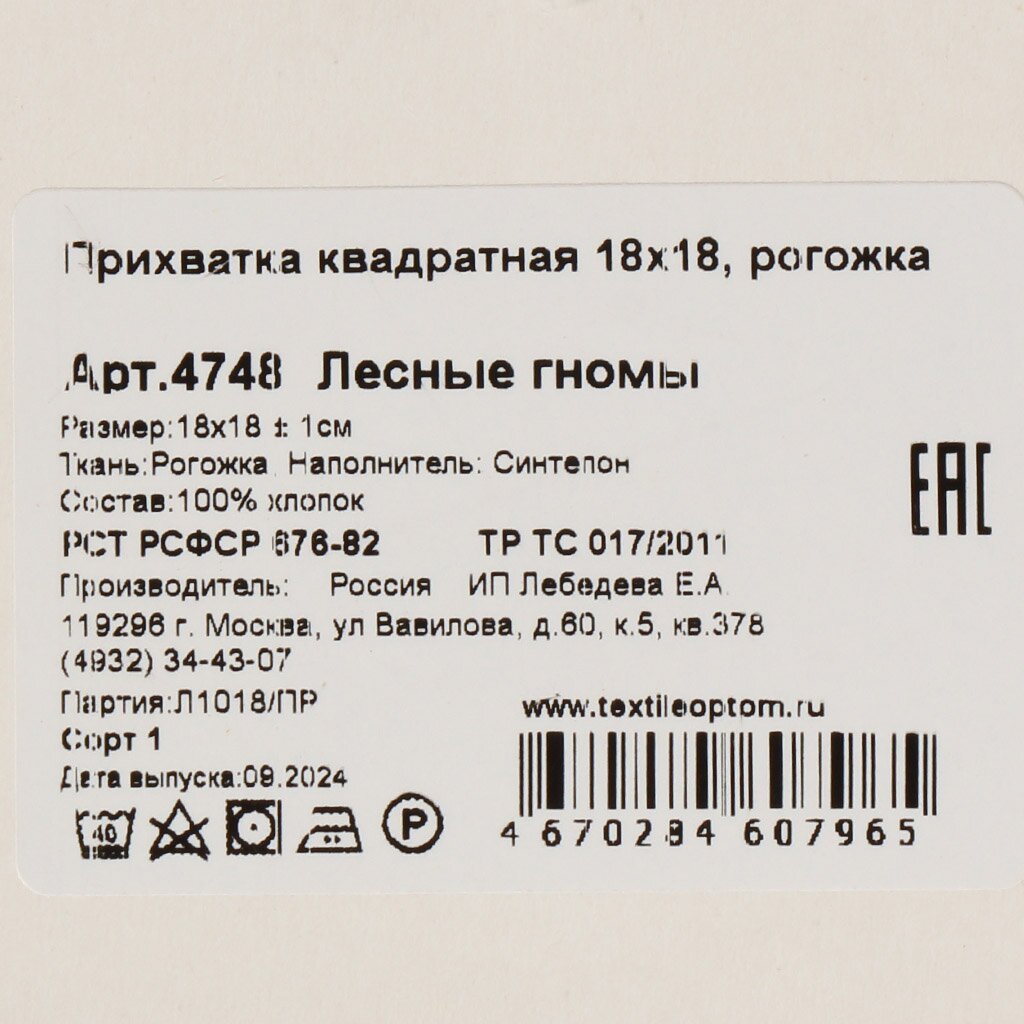 Прихватка квадратная 18х18, рогожка
Арт.4748 Лесные гномы
Размер:18х18 ± 1см
Ткань:Рогожка Наполнитель: Синтепон
Состав:100% хлопок
EAC
РСТ РСФСР 676-82 ТР ТС 017/2011
Производитель: Россия ИП Лебедева Е.А.
119296 г. Москва, ул Вавилова, д.60, к.5, кв.378
(4932) 34-43-07
Партия:Л1018/ПР
www.textileoptom.ru
Сорт 1
Дата выпуска:09.2024
40
P
4 670284 607965